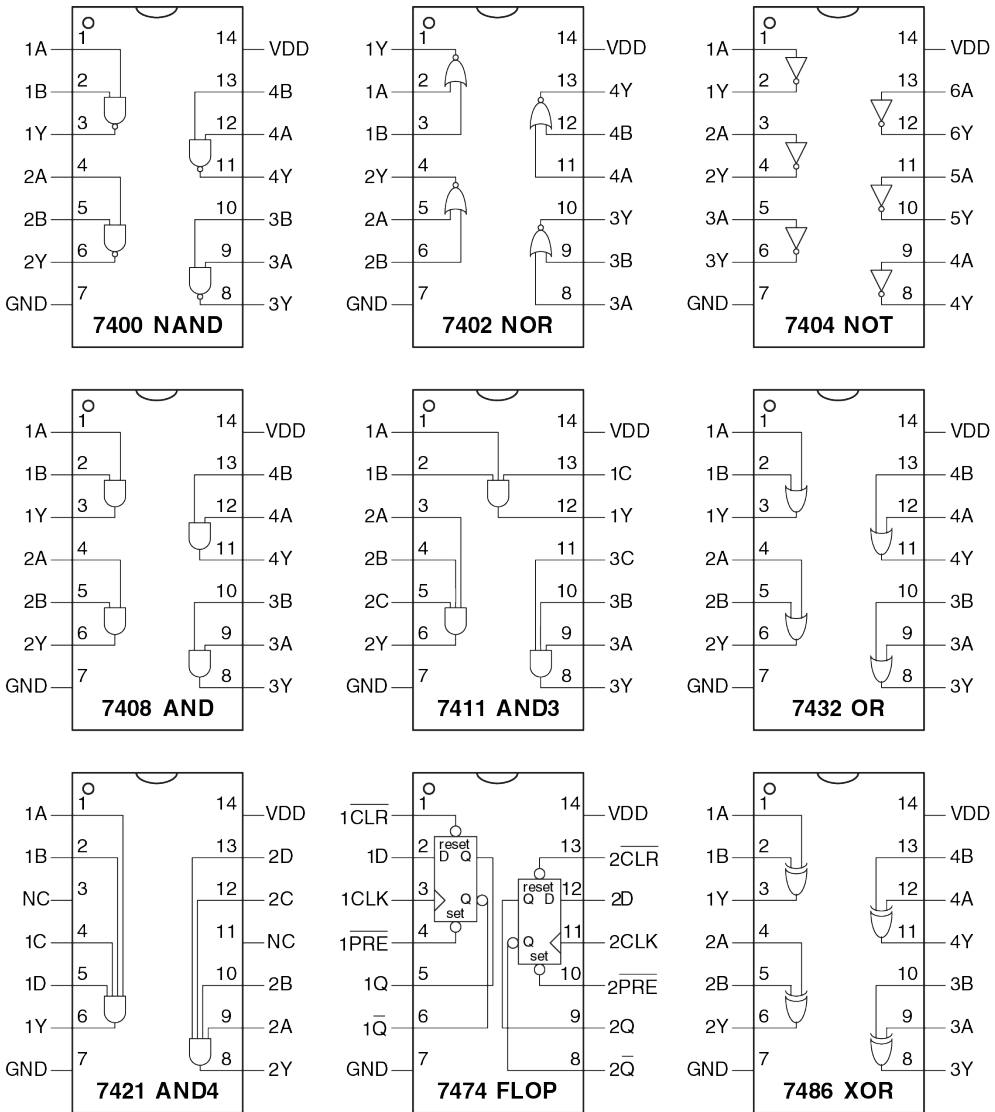 1A 1 14 VDD
1B 2 13 4B
1Y 3 12 4A
2A 4 11 4Y
2B 5 10 3B
2Y 6 9 3A
GND 7 8 3Y
7400 NAND
1Y 1 14 VDD
1A 2 13 4Y
1B 3 12 4B
2Y 4 11 4A
2A 5 10 3Y
2B 6 9 3B
GND 7 8 3A
7402 NOR
1A 1 14 VDD
1Y 2 13 6A
2A 3 12 6Y
2Y 4 11 5A
3A 5 10 5Y
3Y 6 9 4A
GND 7 8 4Y
7404 NOT
1A 1 14 VDD
1B 2 13 4B
1Y 3 12 4A
2A 4 11 4Y
2B 5 10 3B
2Y 6 9 3A
GND 7 8 3Y
7408 AND
1A 1 14 VDD
1B 2 13 1C
2A 3 12 1Y
2B 4 11 3C
2C 5 10 3B
2Y 6 9 3A
GND 7 8 3Y
7411 AND3
1A 1 14 VDD
1B 2 13 4B
1Y 3 12 4A
2A 4 11 4Y
2B 5 10 3B
2Y 6 9 3A
GND 7 8 3Y
7432 OR
1A 1 14 VDD
1B 2 13 2D
NC 3 12 2C
1C 4 11 NC
1D 5 10 2B
1Y 6 9 2A
GND 7 8 2Y
7421 AND4
1C̅L̅R̅ 1 14 VDD
reset
1D 2 D Q 13 2C̅L̅R̅
reset
1CLK 3 Q Q D 12 2D
set
1P̅R̅E̅ 4 Q 11 2CLK
set
1Q 5 10 2P̅R̅E̅
1Q̅ 6 9 2Q
GND 7 8 2Q̅
7474 FLOP
1A 1 14 VDD
1B 2 13 4B
1Y 3 12 4A
2A 4 11 4Y
2B 5 10 3B
2Y 6 9 3A
GND 7 8 3Y
7486 XOR